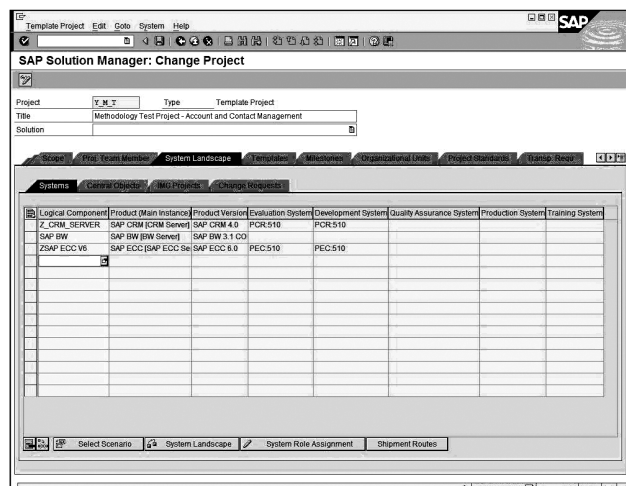 Template Project Edit Goto System Help
SAP
SAP Solution Manager: Change Project
Project Y_M_T Type Template Project
Title Methodology Test Project - Account and Contact Management
Solution
Scope Proj. Team Member System Landscape Templates Milestones Organizational Units Project Standards Transp. Requ
Systems Central Objects IMG Projects Change Requests
Logical Component Product (Main Instance) Product Version Evaluation System Development System Quality Assurance System Production System Training System
Z_CRM_SERVER SAP CRM [CRM Server] SAP CRM 4.0 PCR:510 PCR:510
SAP BW SAP BW [BW Server] SAP BW 3.1 CO
ZSAP ECC V6 SAP ECC [SAP ECC Se SAP ECC 6.0 PEC:510 PEC:510
Select Scenario System Landscape System Role Assignment Shipment Routes